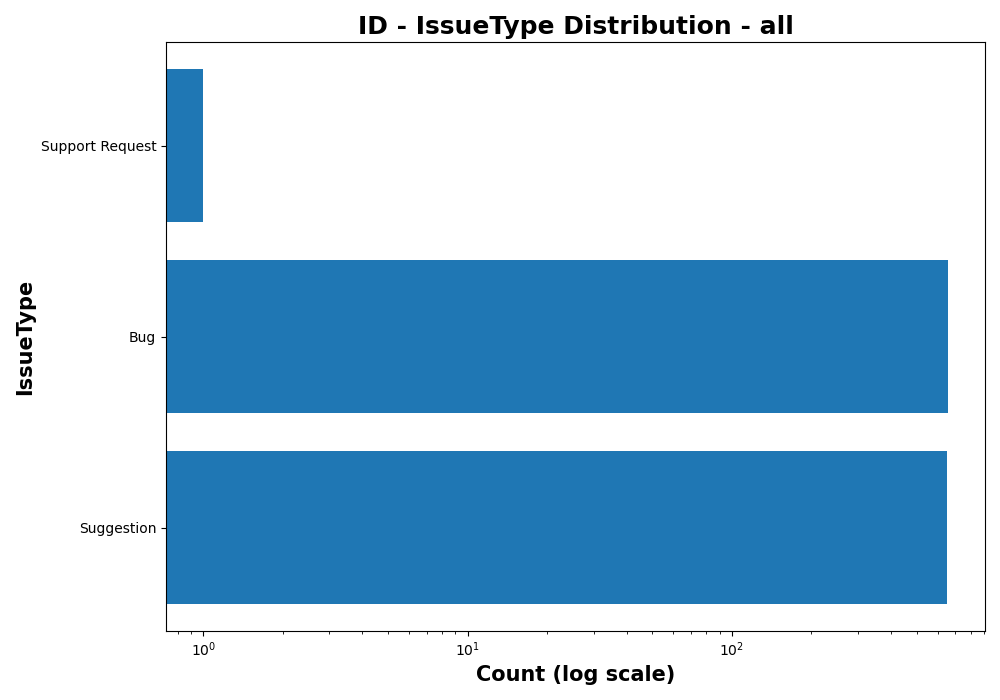 ID - IssueType Distribution - all
Support Request
Bug
Suggestion
IssueType
10⁰
10¹
10²
Count (log scale)